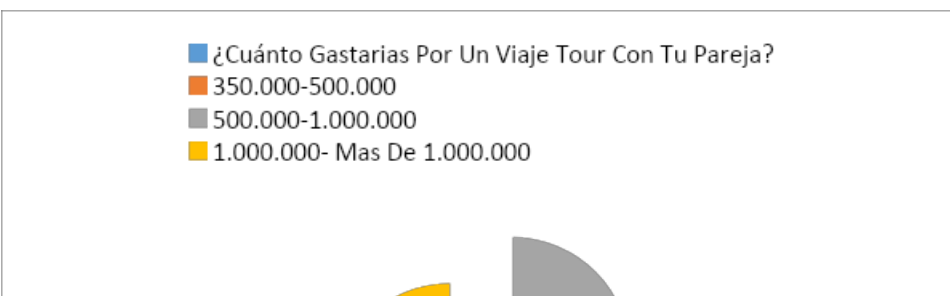 ¿Cuánto Gastarias Por Un Viaje Tour Con Tu Pareja?
350.000-500.000
500.000-1.000.000
1.000.000- Mas De 1.000.000